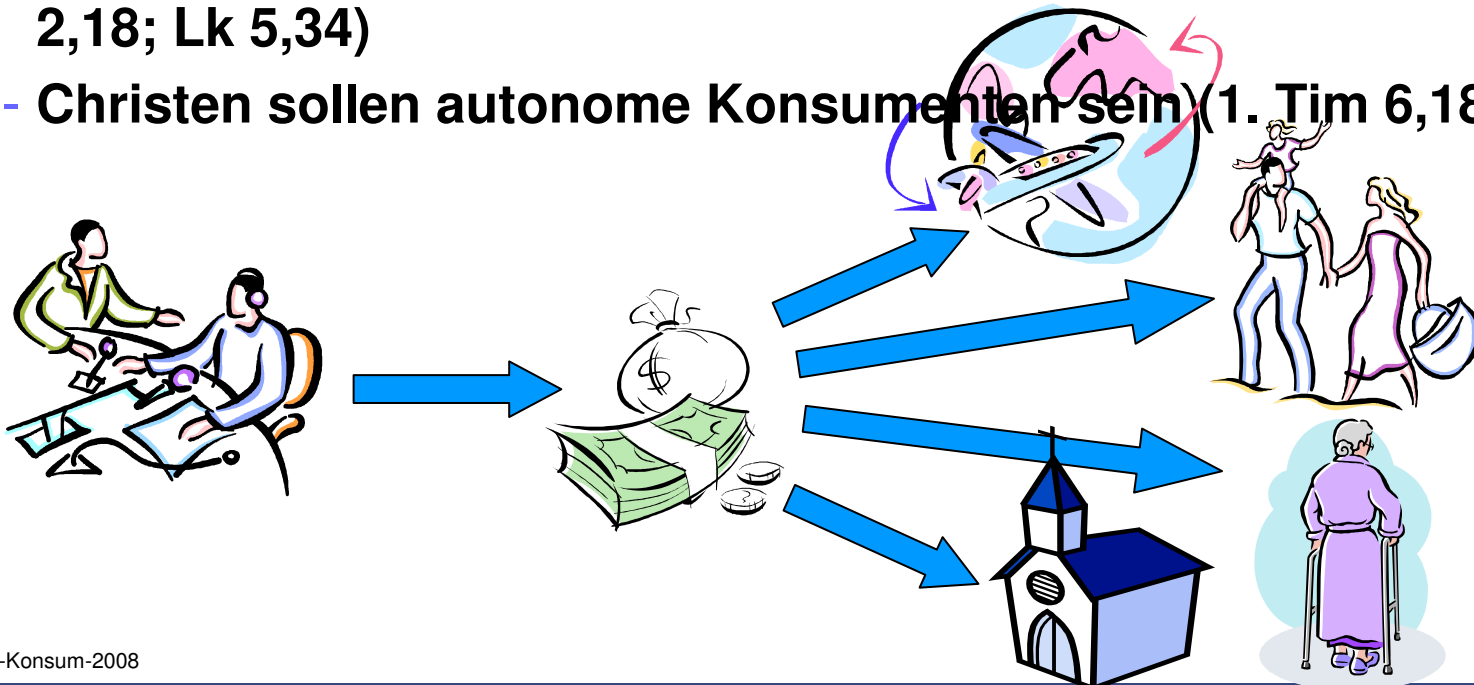 2,18; Lk 5,34)
- Christen sollen autonome Konsumenten sein (1. Tim 6,18
$
-Konsum-2008